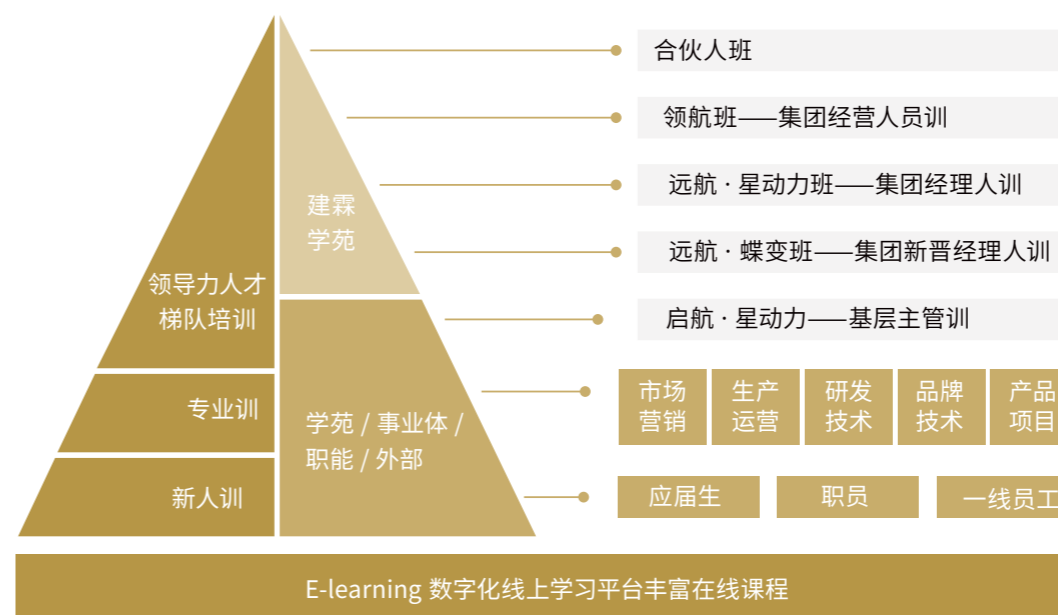 合伙人班
领航班——集团经营人员训
远航 · 星动力班——集团经理人训
建霖
学苑
远航 · 蝶变班——集团新晋经理人训
领导力人才
梯队培训
启航 · 星动力——基层主管训
专业训
学苑 / 事业体 /
职能 / 外部
市场
营销
生产
运营
研发
技术
品牌
技术
产品
项目
新人训
应届生
职员
一线员工
E-learning 数字化线上学习平台丰富在线课程